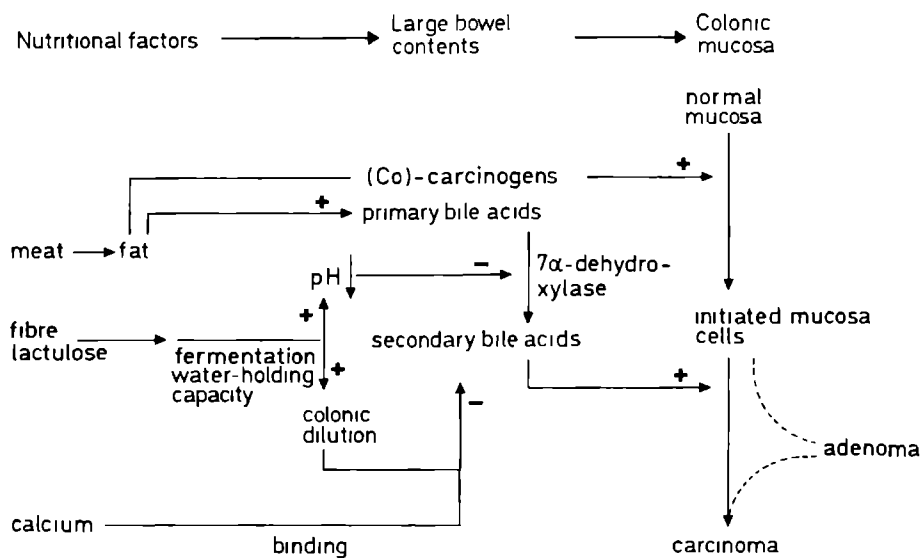 Nutritional factors
Large bowel
contents
Colonic
mucosa
normal
mucosa
(Co)-carcinogens
+
+
primary bile acids
meat
fat
pH
−
7α-dehydro-
xylase
+
initiated mucosa
cells
fibre
lactulose
fermentation
water-holding
capacity
+
secondary bile acids
+
−
colonic
dilution
adenoma
calcium
binding
carcinoma